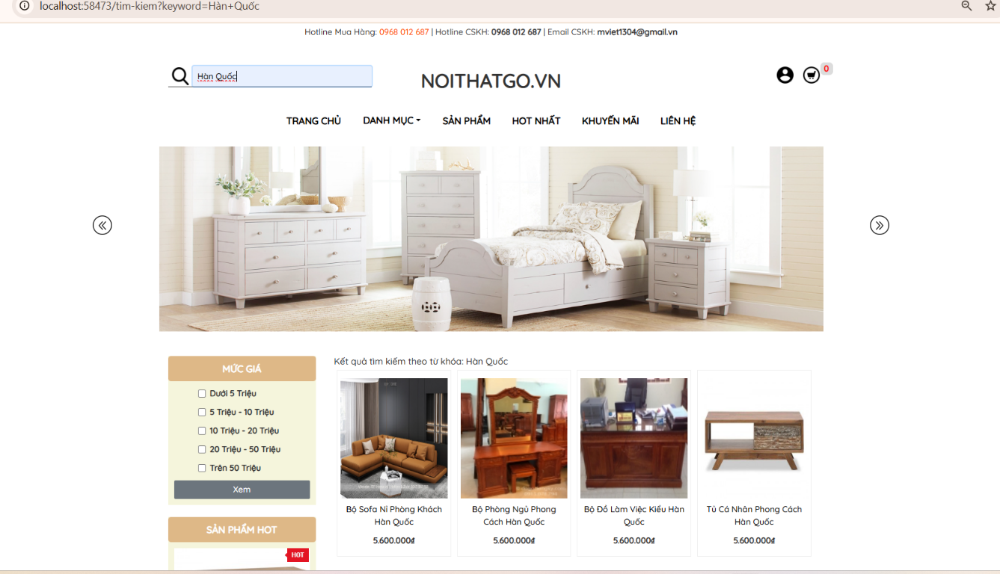 localhost:58473/tim-kiem?keyword=Hàn+Quốc
Hotline Mua Hàng: 0968 012 687 | Hotline CSKH: 0968 012 687 | Email CSKH: mviet1304@gmail.vn
Hàn Quốc
NOITHATGO.VN
0
TRANG CHỦ DANH MỤC SẢN PHẨM HOT NHẤT KHUYẾN MÃI LIÊN HỆ
MỨC GIÁ
Dưới 5 Triệu
5 Triệu - 10 Triệu
10 Triệu - 20 Triệu
20 Triệu - 50 Triệu
Trên 50 Triệu
Xem
SẢN PHẨM HOT
HOT
Kết quả tìm kiếm theo từ khóa: Hàn Quốc
Bộ Sofa Nỉ Phòng Khách
Hàn Quốc
5.600.000₫
Bộ Phòng Ngủ Phong
Cách Hàn Quốc
5.600.000₫
Bộ Đồ Làm Việc Kiểu Hàn
Quốc
5.600.000₫
Tủ Cá Nhân Phong Cách
Hàn Quốc
5.600.000₫